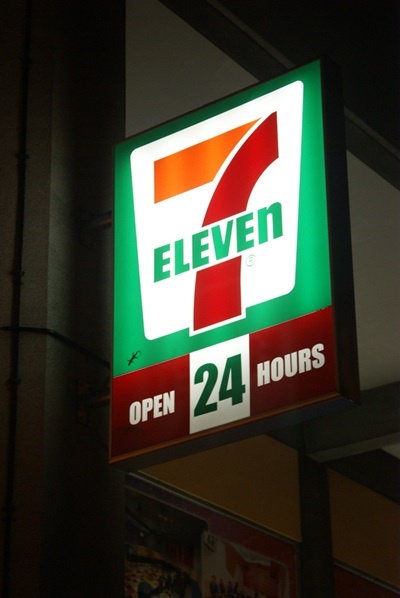 7
ELEVEn
®
OPEN 24 HOURS